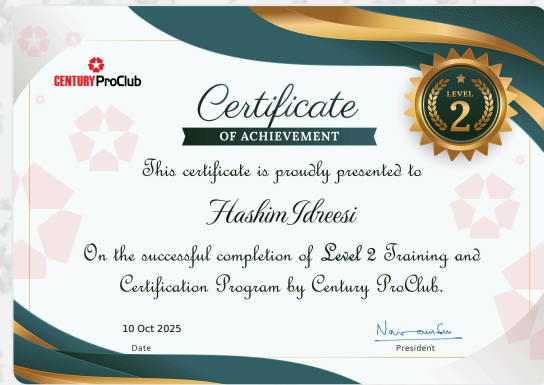 CENTURY ProClub
Certificate
OF ACHIEVEMENT
LEVEL
2
This certificate is proudly presented to
Hashim Idreesi
On the successful completion of Level 2 Training and
Certification Program by Century ProClub.
10 Oct 2025
Date
President